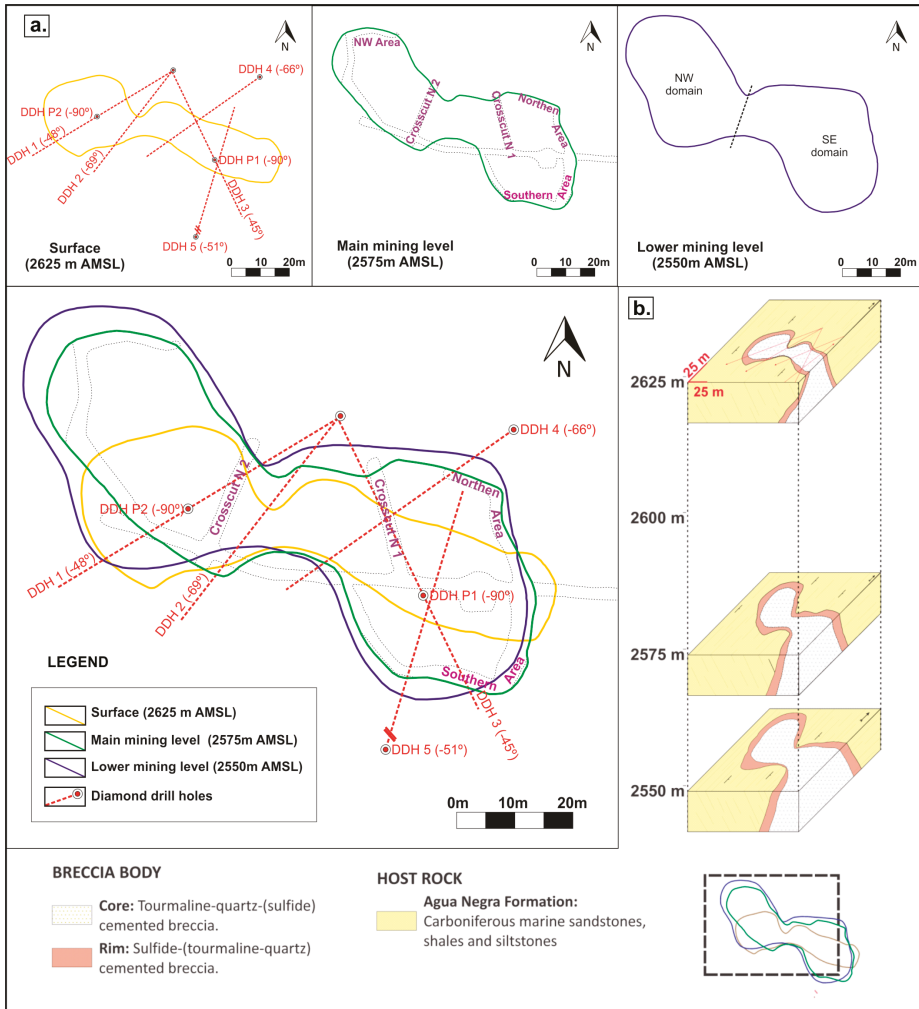 a.
N
DDH 4 (-66º)
DDH P2 (-90º)
DDH 1 (-48º)
DDH 2 (-69º)
DDH P1 (-90º)
DDH 3 (-45º)
DDH 5 (-51º)
Surface
(2625 m AMSL)
0 10 20m
N
NW Area
Crosscut N 2
Crosscut N 1
Northen
Area
Southern
Area
Main mining level
(2575m AMSL)
0 10 20m
N
NW
domain
SE
domain
Lower mining level
(2550m AMSL)
0 10 20m
N
DDH 4 (-66º)
Crosscut N 2
Northen
Area
DDH P2 (-90º)
Crosscut N 1
DDH 1 (-48º)
DDH 2 (-69º)
DDH P1 (-90º)
Southern
Area
DDH 3 (-45º)
DDH 5 (-51º)
LEGEND
Surface (2625 m AMSL)
Main mining level (2575m AMSL)
Lower mining level (2550m AMSL)
Diamond drill holes
0m 10m 20m
b.
25 m
25 m
2625 m
2600 m
2575 m
2550 m
BRECCIA BODY
Core: Tourmaline-quartz-(sulfide)
cemented breccia.
Rim: Sulfide-(tourmaline-quartz)
cemented breccia.
HOST ROCK
Agua Negra Formation:
Carboniferous marine sandstones,
shales and siltstones